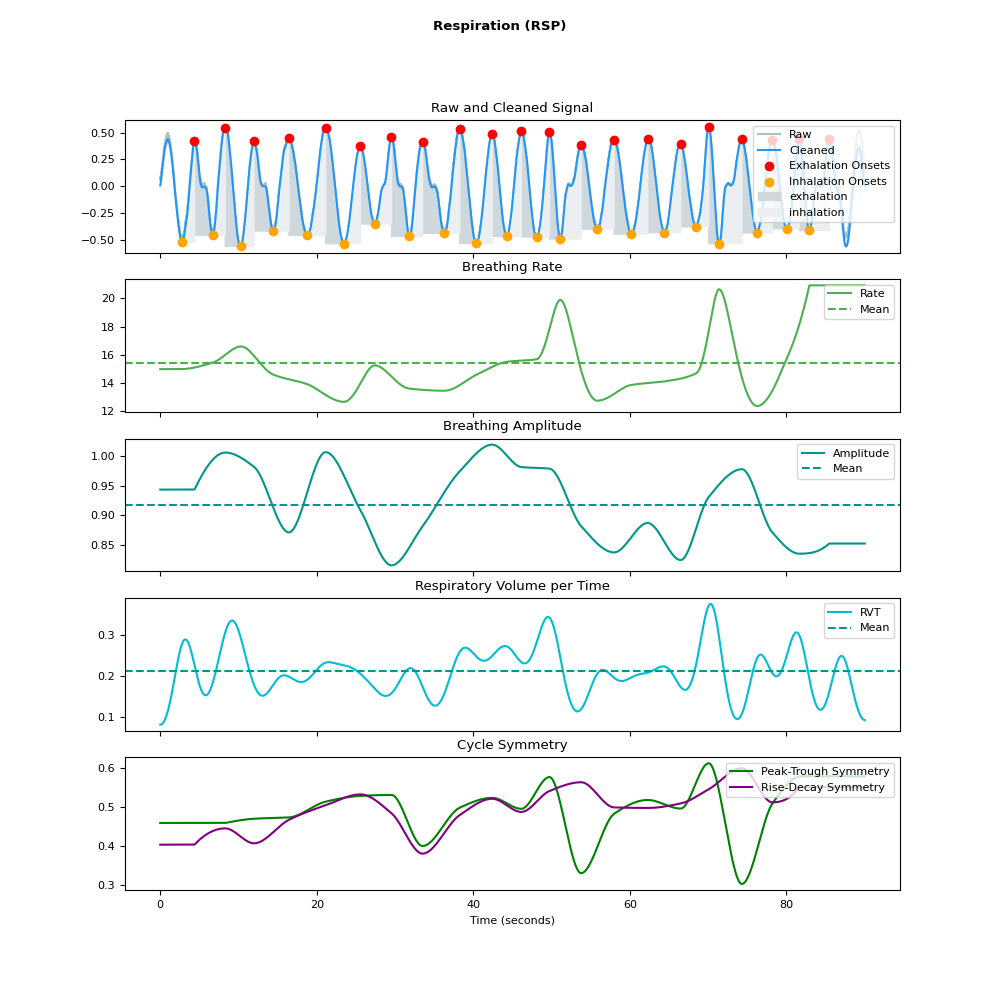 Respiration (RSP)
Raw and Cleaned Signal
0.50
0.25
0.00
−0.25
−0.50
Raw
Cleaned
Exhalation Onsets
Inhalation Onsets
exhalation
inhalation
Breathing Rate
20
18
16
14
12
Rate
Mean
Breathing Amplitude
1.00
0.95
0.90
0.85
Amplitude
Mean
Respiratory Volume per Time
0.3
0.2
0.1
RVT
Mean
Cycle Symmetry
0.6
0.5
0.4
0.3
Peak-Trough Symmetry
Rise-Decay Symmetry
0 20 40 60 80
Time (seconds)